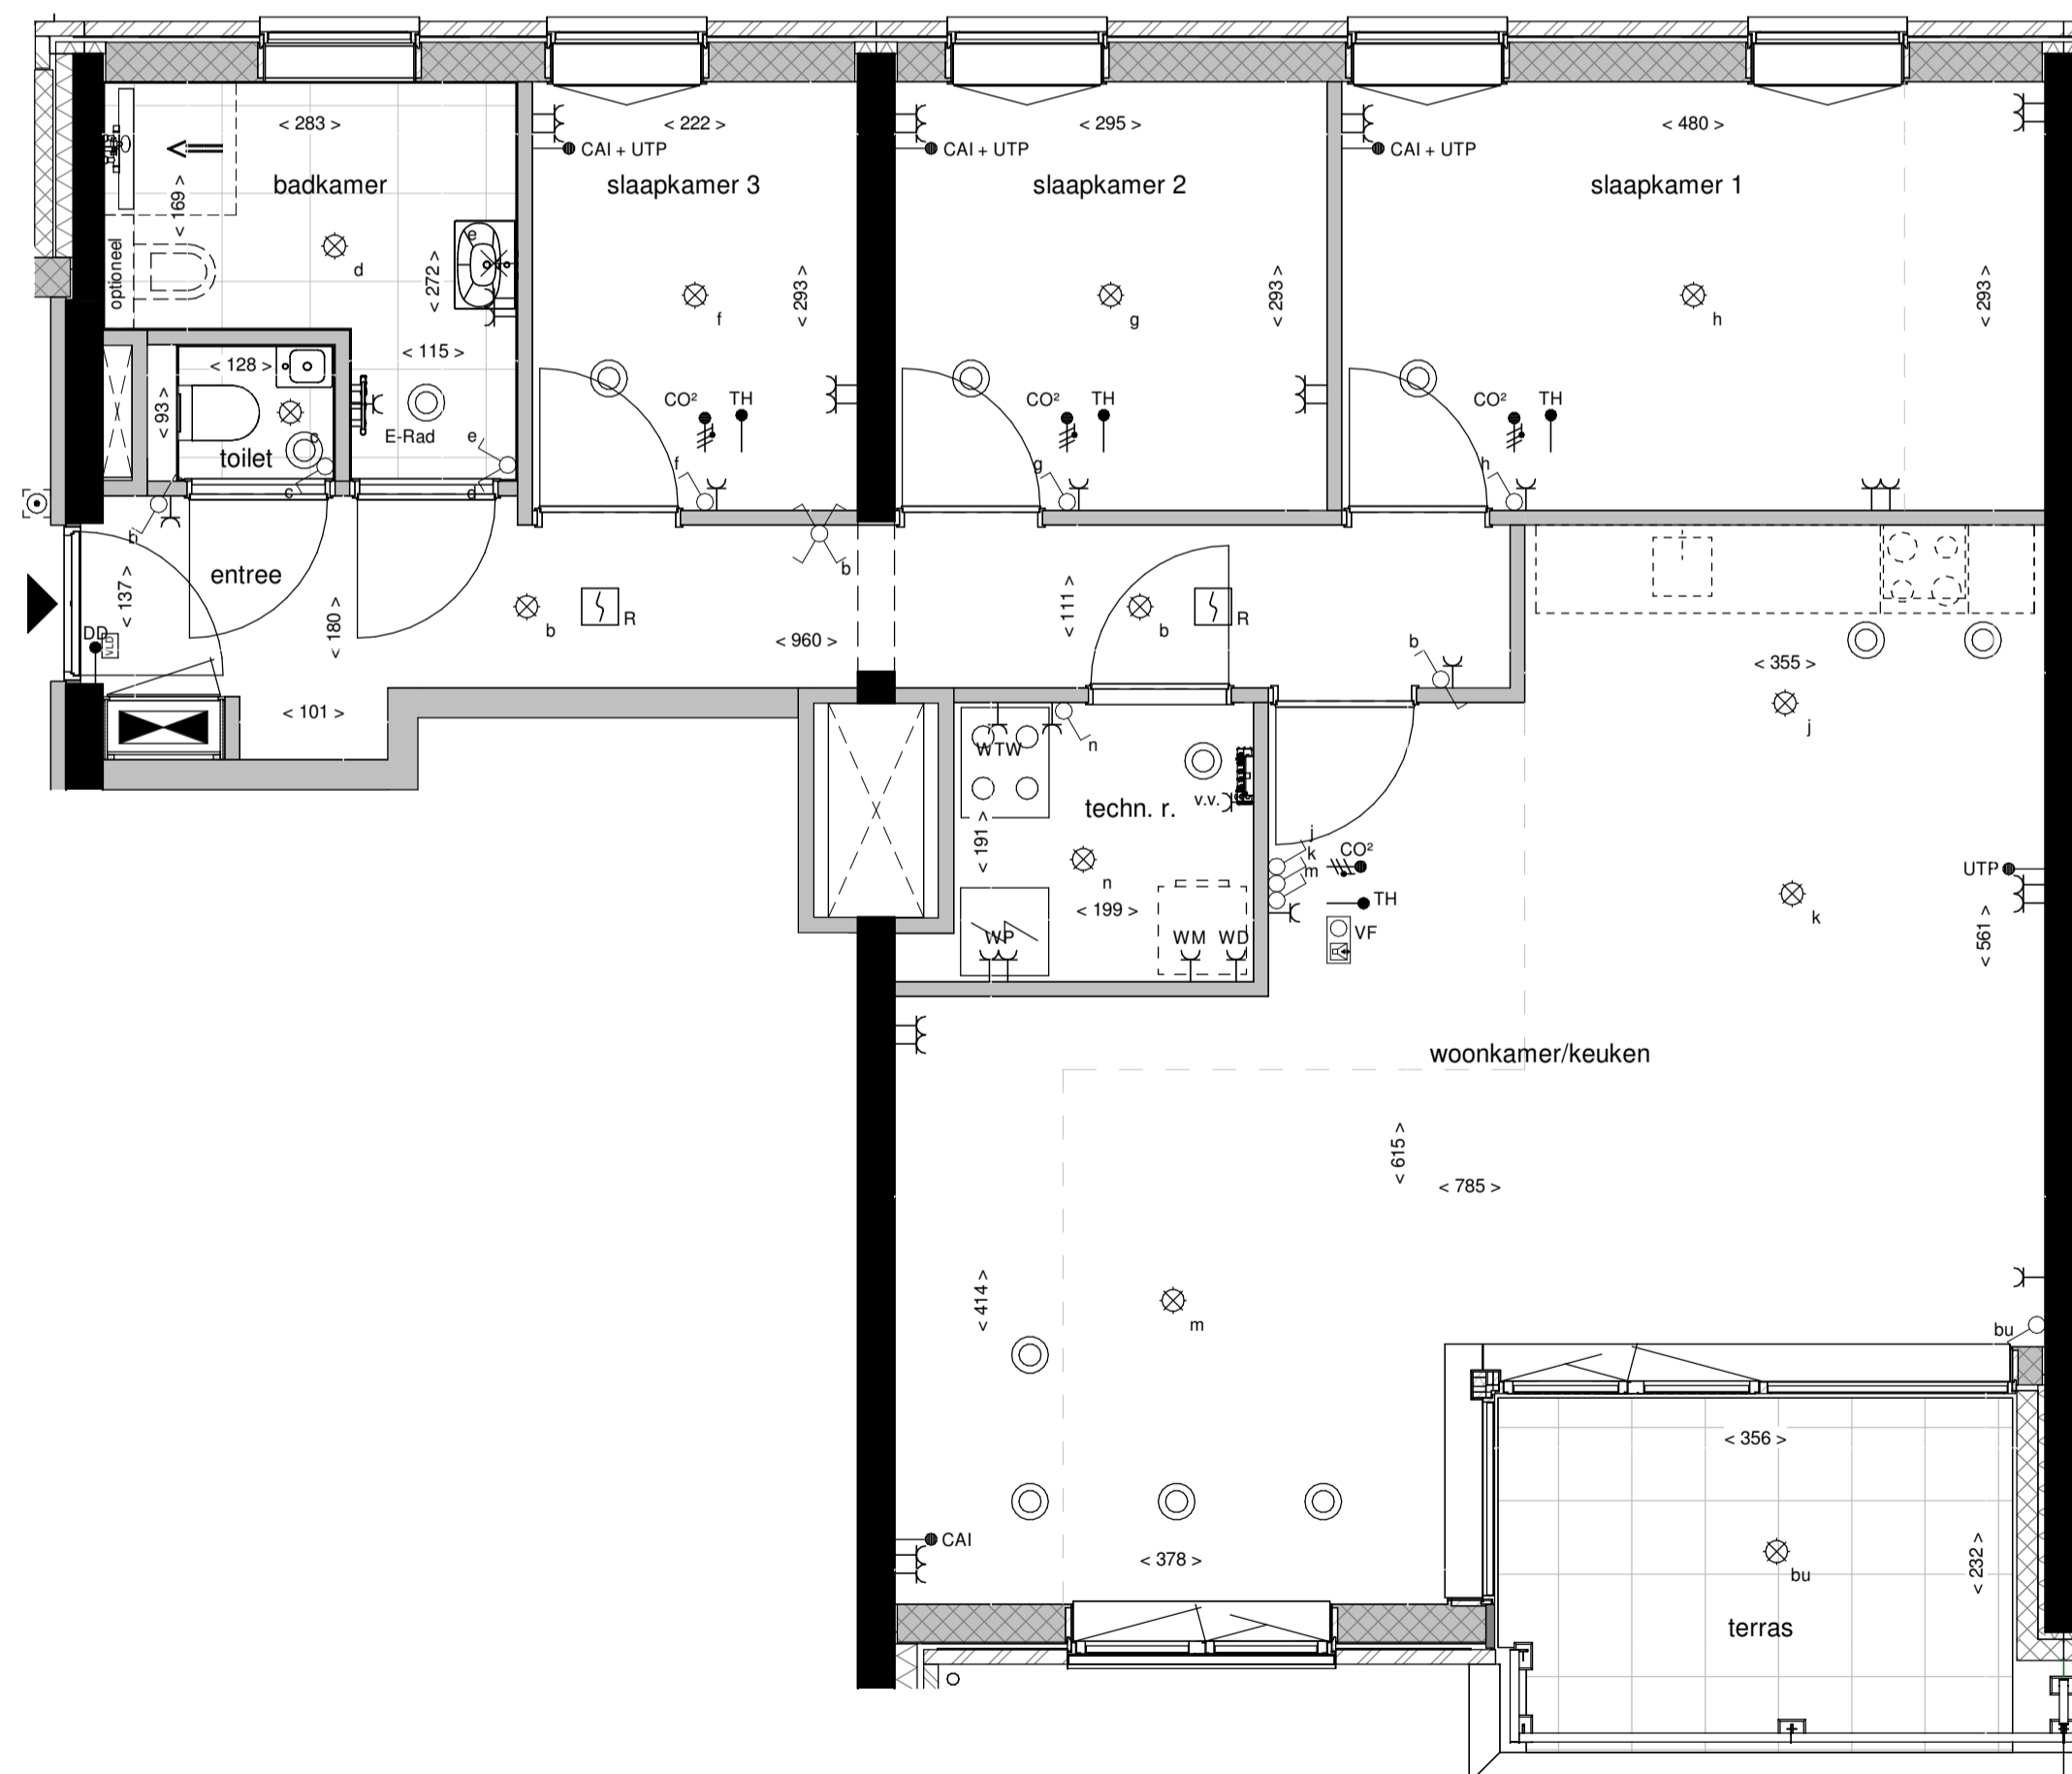 < 283 >
< 222 >
< 295 >
< 480 >
CAI + UTP
CAI + UTP
CAI + UTP
badkamer
slaapkamer 3
slaapkamer 2
slaapkamer 1
< 169 >
optioneel
e
d
< 272 >
< 293 >
< 293 >
< 293 >
f
g
h
< 128 >
< 115 >
< 93 >
c
toilet
E-Rad
e
c
d
CO²
TH
CO²
TH
CO²
TH
f
g
h
b
entree
< 137 >
< 180 >
DD
VLD
b
R
b
< 960 >
< 111 >
b
R
b
< 355 >
j
< 101 >
WTW
n
techn. r.
v.v.
< 191 >
n
< 199 >
WP
WM
WD
j
k
m
CO²
TH
VF
UTP
k
< 561 >
woonkamer/keuken
< 615 >
< 785 >
< 414 >
m
bu
CAI
< 378 >
< 356 >
< 232 >
bu
terras